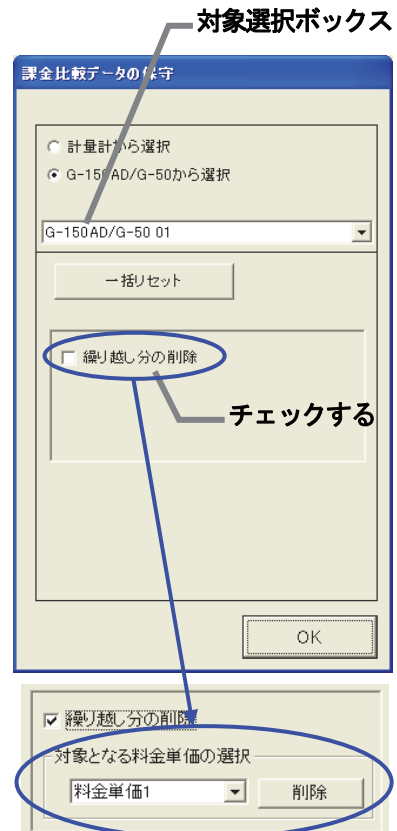 対象選択ボックス
課金比較データの保守
計量計から選択
G-150AD/G-50から選択
G-150AD/G-50 01
一括リセット
繰り越し分の削除
チェックする
OK
繰り越し分の削除
対象となる料金単価の選択
料金単価1
削除